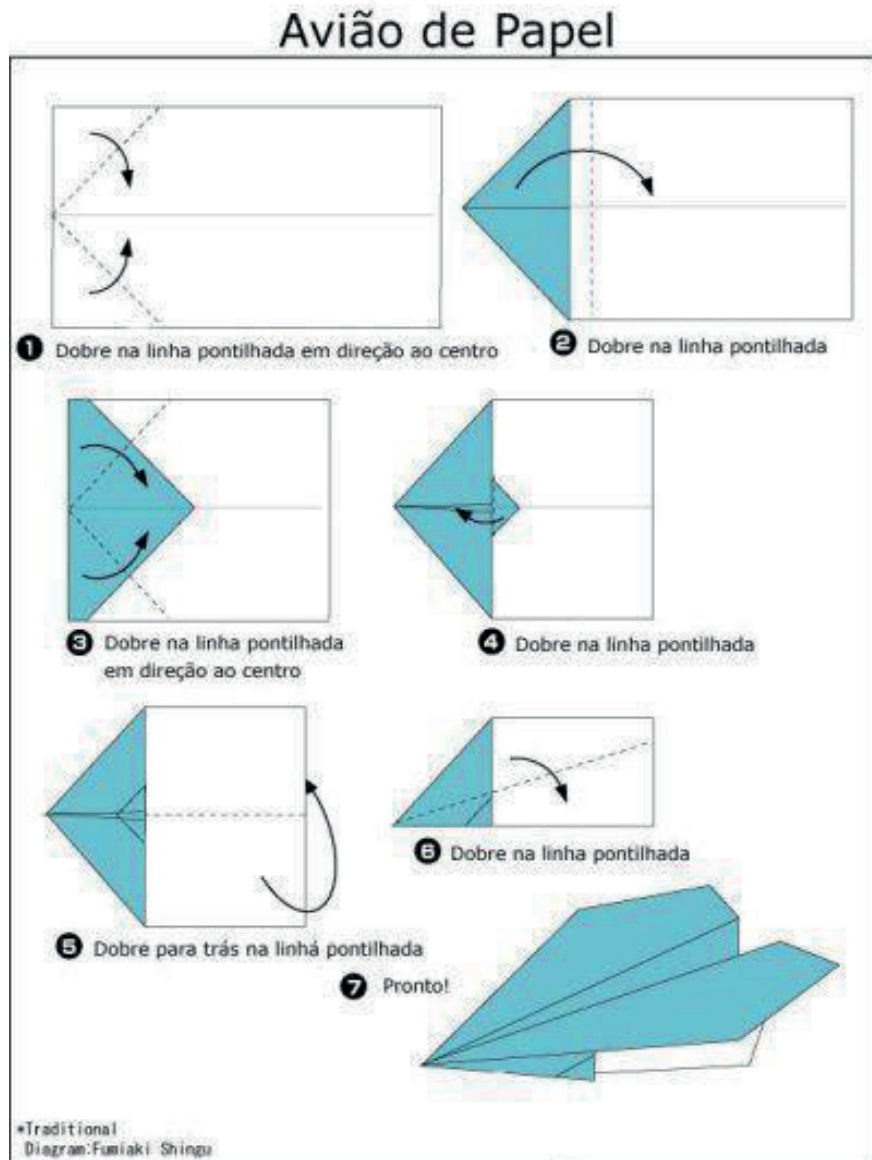 Avião de Papel
1 Dobre na linha pontilhada em direção ao centro
2 Dobre na linha pontilhada
3 Dobre na linha pontilhada
em direção ao centro
4 Dobre na linha pontilhada
5 Dobre para trás na linhá pontilhada
6 Dobre na linha pontilhada
7 Pronto!
*Traditional
Diagram:Fumiaki Shingu